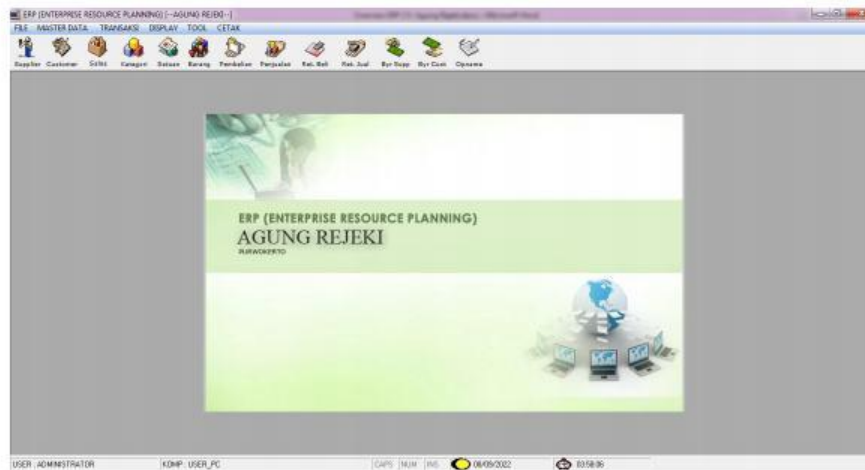 ERP (ENTERPRISE RESOURCE PLANNING) [--AGUNG REJEKI--]
FILE MASTER DATA TRANSAKSI DISPLAY TOOL CETAK
Supplier Customer Sales Kategori Satuan Barang Pembelian Penjualan Ret. Beli Ret. Jual Byr Supp Byr Cust Opname
ERP (ENTERPRISE RESOURCE PLANNING)
AGUNG REJEKI
PURWOKERTO
USER : ADMINISTRATOR KOMP : USER_PC CAPS NUM INS 06/09/2022 03:58:06